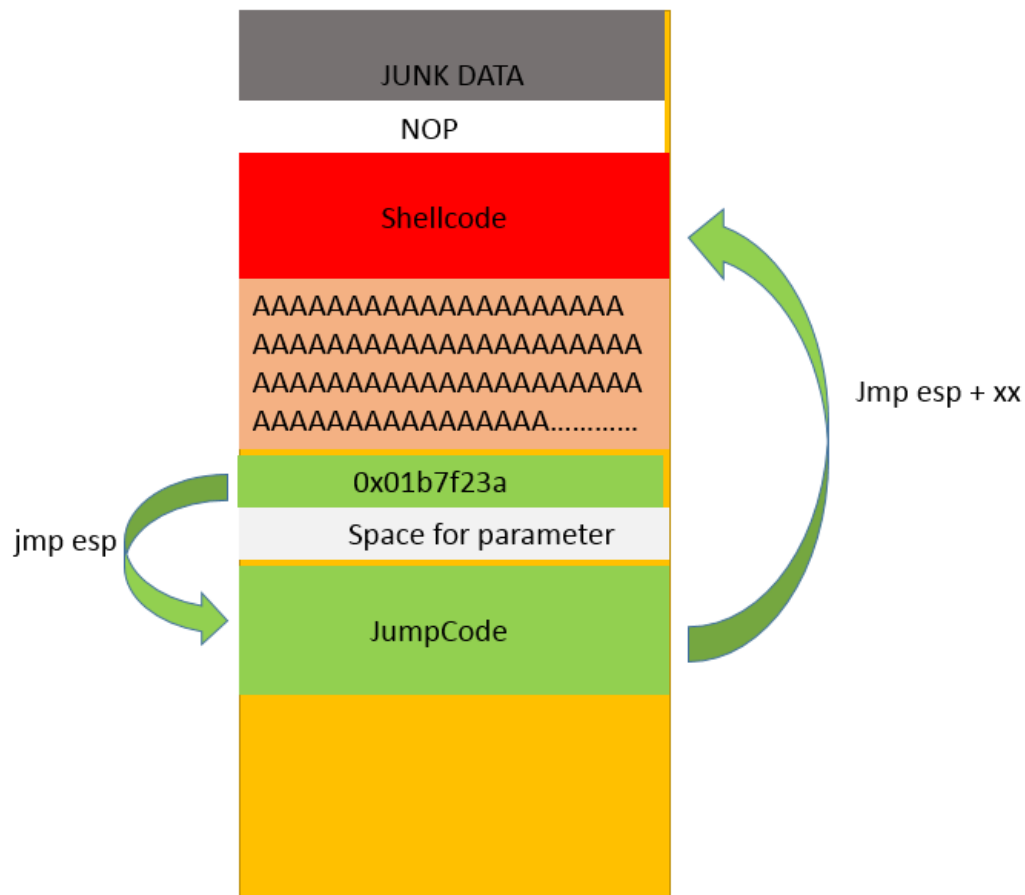 JUNK DATA
NOP
Shellcode
AAAAAAAAAAAAAAAAAAAA
AAAAAAAAAAAAAAAAAAAAA
AAAAAAAAAAAAAAAAAAAAA
AAAAAAAAAAAAAAAA…………
Jmp esp + xx
0x01b7f23a
Space for parameter
jmp esp
JumpCode